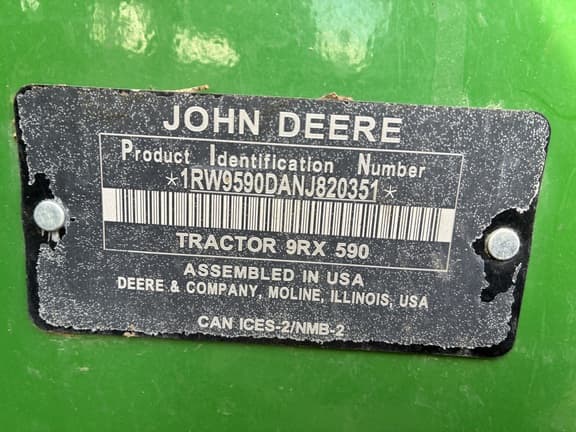 JOHN DEERE
Product Identification Number
*1RW9590DANJ820351*
TRACTOR 9RX 590
ASSEMBLED IN USA
DEERE & COMPANY, MOLINE, ILLINOIS, USA
CAN ICES-2/NMB-2